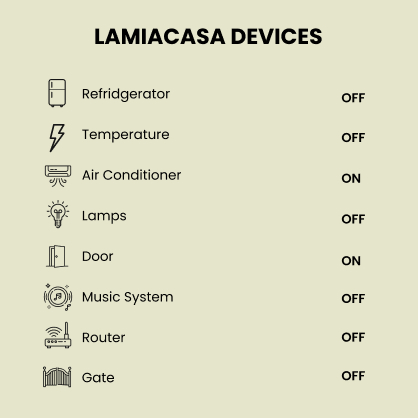 LAMIACASA DEVICES
Refridgerator OFF
Temperature OFF
Air Conditioner ON
Lamps OFF
Door ON
Music System OFF
Router OFF
Gate OFF